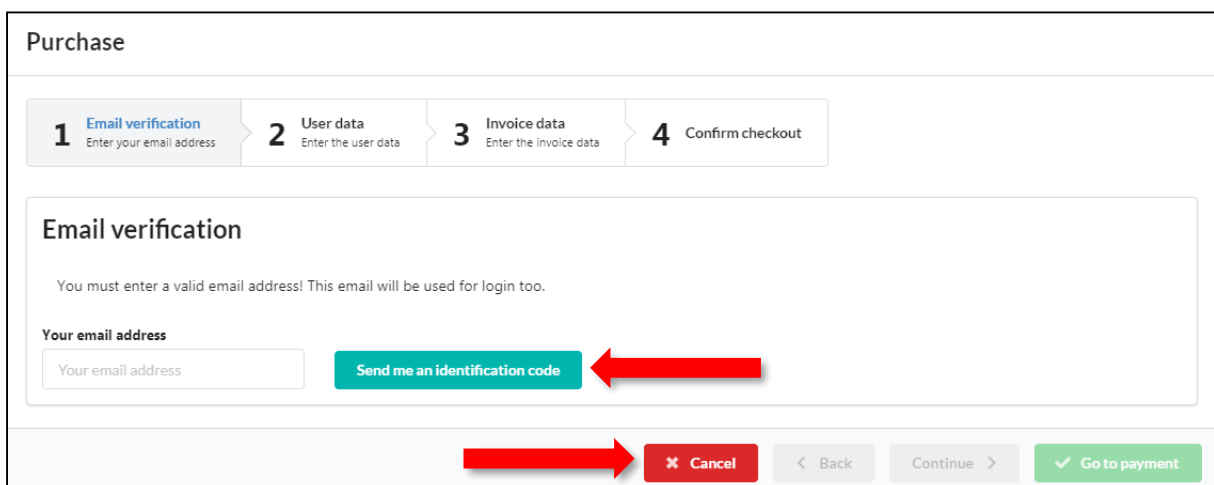 Purchase
1 Email verification
Enter your email address
2 User data
Enter the user data
3 Invoice data
Enter the invoice data
4 Confirm checkout
Email verification
You must enter a valid email address! This email will be used for login too.
Your email address
Your email address
Send me an identification code
Cancel
Back
Continue
Go to payment